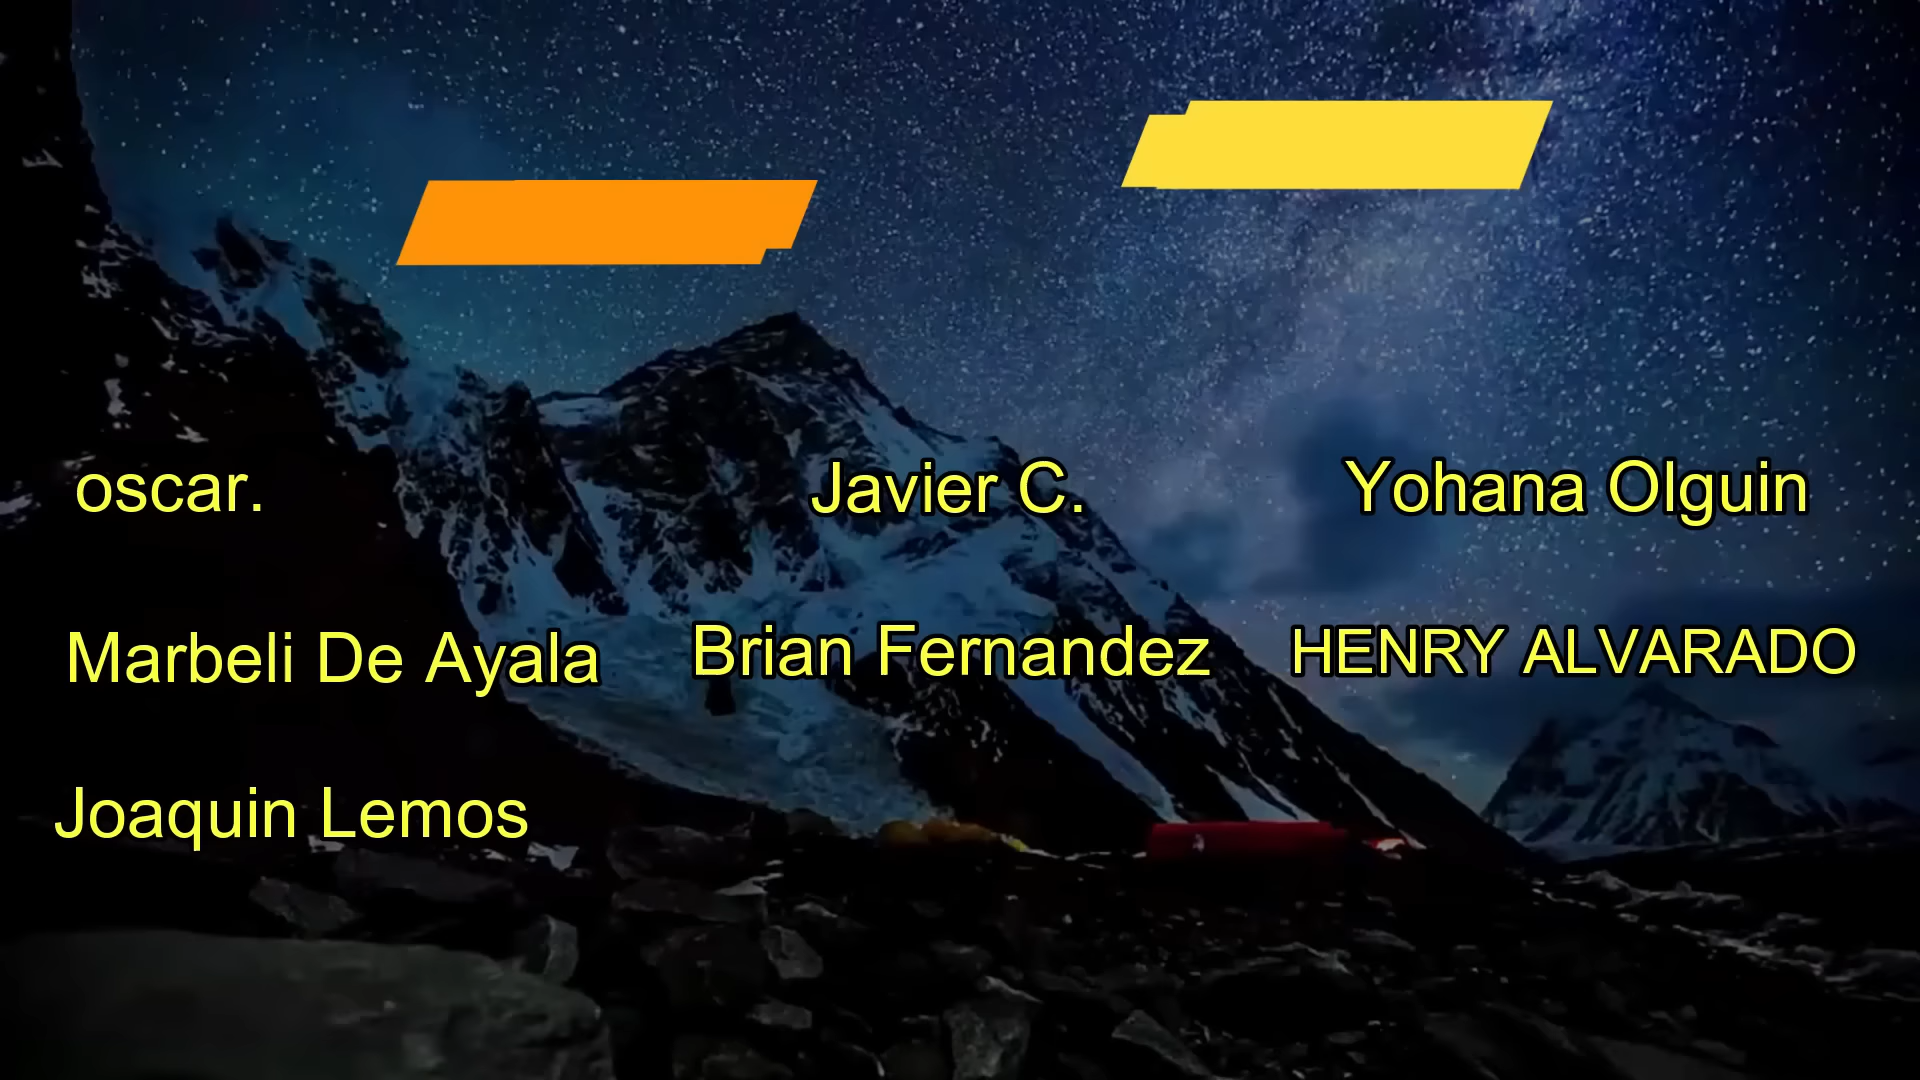 oscar.
Javier C.
Yohana Olguin
Marbeli De Ayala
Brian Fernandez
HENRY ALVARADO
Joaquin Lemos